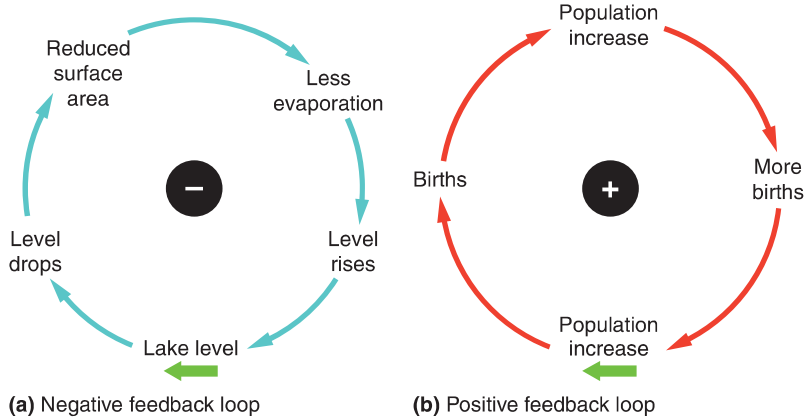 Reduced
surface
area
Less
evaporation
Level
rises
Lake level
Level
drops
−
(a) Negative feedback loop
Population
increase
More
births
Population
increase
Births
+
(b) Positive feedback loop